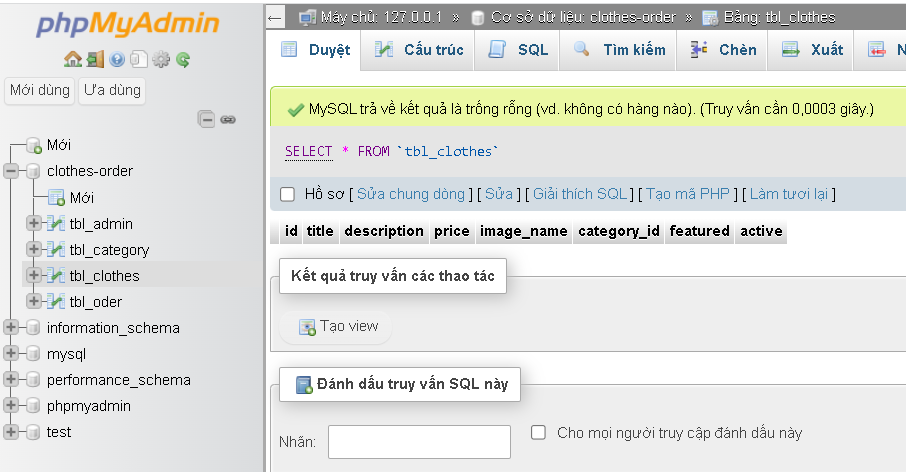 phpMyAdmin
Mới dùng Ưa dùng
Mới
clothes-order
Mới
tbl_admin
tbl_category
tbl_clothes
tbl_oder
information_schema
mysql
performance_schema
phpmyadmin
test
Máy chủ: 127.0.0.1 » Cơ sở dữ liệu: clothes-order » Bảng: tbl_clothes
Duyệt Cấu trúc SQL Tìm kiếm Chèn Xuất N
MySQL trả về kết quả là trống rỗng (vd. không có hàng nào). (Truy vấn cần 0,0003 giây.)
SELECT * FROM `tbl_clothes`
Hồ sơ [ Sửa chung dòng ] [ Sửa ] [ Giải thích SQL ] [ Tạo mã PHP ] [ Làm tươi lại ]
id title description price image_name category_id featured active
Kết quả truy vấn các thao tác
Tạo view
Đánh dấu truy vấn SQL này
Nhãn: Cho mọi người truy cập đánh dấu này